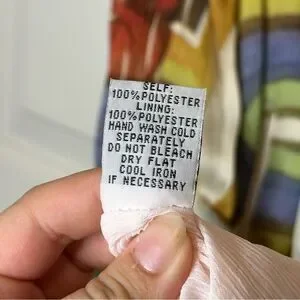 SELF:
100% POLYESTER
LINING:
100% POLYESTER
HAND WASH COLD
SEPARATELY
DO NOT BLEACH
DRY FLAT
COOL IRON
IF NECESSARY